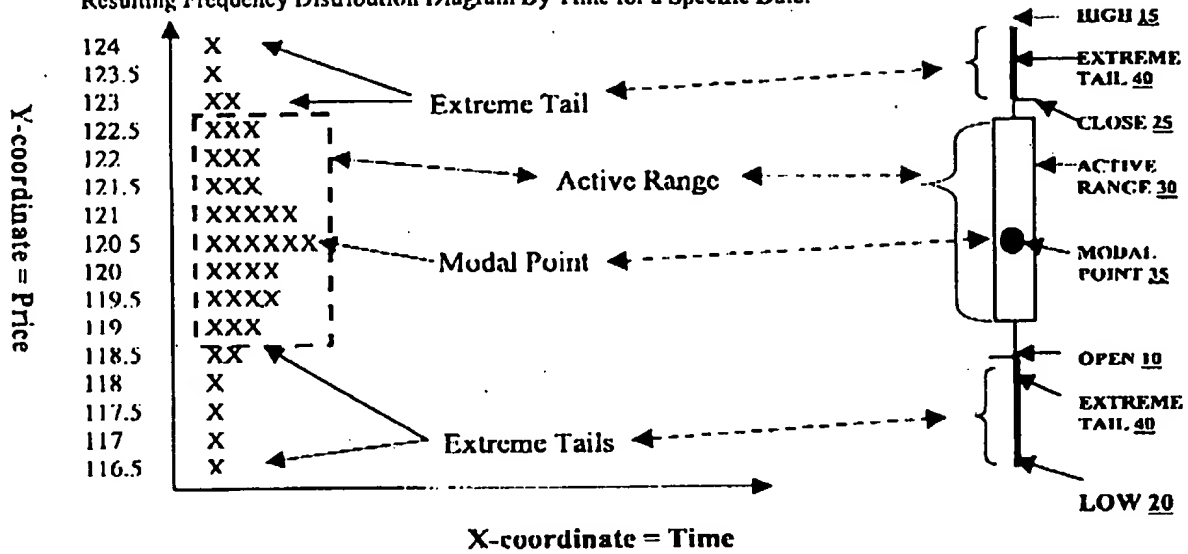 Resulting Frequency Distribution Diagram By Time for a Specific Data:
124 X
123.5 X
123 XX
122.5 XXX
122 XXX
121.5 XXX
121 XXXXX
120 5 XXXXXX
120 XXXX
119.5 XXXX
119 XXX
118.5 XX
118 X
117.5 X
117 X
116.5 X
Y-coordinate = Price
Extreme Tail
Active Range
Modal Point
Extreme Tails
X-coordinate = Time
HIGH 15
EXTREME
TAIL 40
CLOSE 25
ACTIVE
RANGE 30
MODAL
POINT 35
OPEN 10
EXTREME
TAIL 40
LOW 20